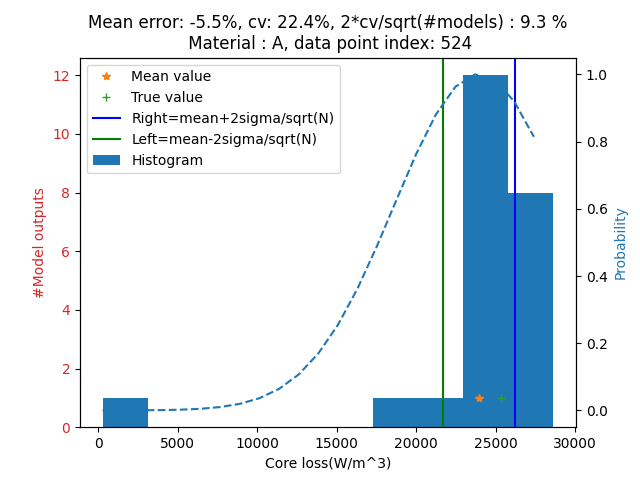 Mean error: -5.5%, cv: 22.4%, 2*cv/sqrt(#models) : 9.3 %
Material : A, data point index: 524
Mean value
True value
Right=mean+2sigma/sqrt(N)
Left=mean-2sigma/sqrt(N)
Histogram
#Model outputs
12
10
8
6
4
2
0
1.0
0.8
0.6
0.4
0.2
0.0
Probability
0 5000 10000 15000 20000 25000 30000
Core loss(W/m^3)